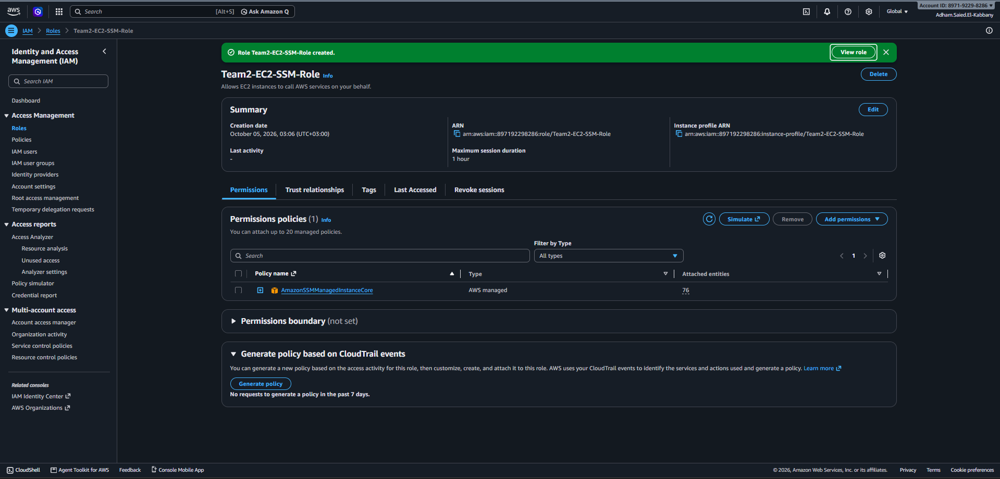 aws
Search [Alt+S] Ask Amazon Q
Global
Account ID: 8971-9229-8286
Adham.Saied.El-Kabbany
IAM Roles Team2-EC2-SSM-Role
Identity and Access Management (IAM)
Search IAM
Dashboard
Access Management
Roles
Policies
IAM users
IAM user groups
Identity providers
Account settings
Root access management
Temporary delegation requests
Access reports
Access Analyzer
Resource analysis
Unused access
Analyzer settings
Policy simulator
Credential report
Multi-account access
Account access manager
Organization activity
Service control policies
Resource control policies
Related consoles
IAM Identity Center
AWS Organizations
Role Team2-EC2-SSM-Role created.
View role
Team2-EC2-SSM-Role Info
Delete
Allows EC2 instances to call AWS services on your behalf.
Summary
Edit
Creation date
October 05, 2026, 03:06 (UTC+03:00)
Last activity
-
ARN
arn:aws:iam::897192298286:role/Team2-EC2-SSM-Role
Maximum session duration
1 hour
Instance profile ARN
arn:aws:iam::897192298286:instance-profile/Team2-EC2-SSM-Role
Permissions Trust relationships Tags Last Accessed Revoke sessions
Permissions policies (1) Info
Simulate Remove Add permissions
You can attach up to 20 managed policies.
Filter by Type
Search All types 1
Policy name Type Attached entities
AmazonSSMManagedInstanceCore AWS managed 76
Permissions boundary (not set)
Generate policy based on CloudTrail events
You can generate a new policy based on the access activity for this role, then customize, create, and attach it to this role. AWS uses your CloudTrail events to identify the services and actions used and generate a policy. Learn more
Generate policy
No requests to generate a policy in the past 7 days.
CloudShell Agent Toolkit for AWS Feedback Console Mobile App
© 2026, Amazon Web Services, Inc. or its affiliates. Privacy Terms Cookie preferences